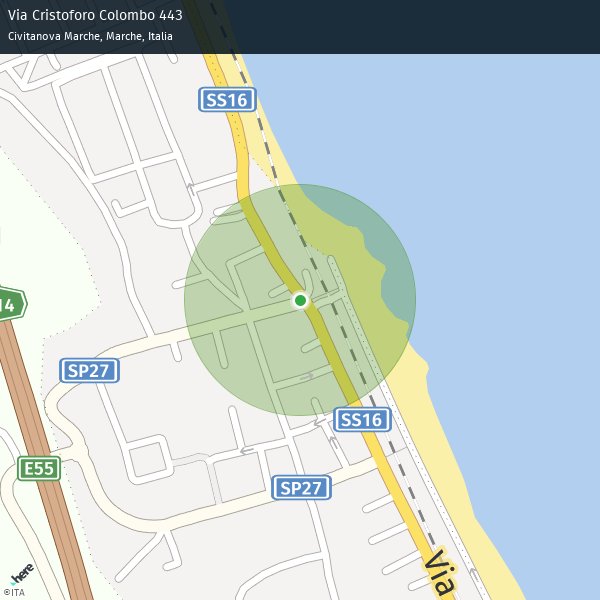 Via Cristoforo Colombo 443
Civitanova Marche, Marche, Italia
SS16
14
SP27
SS16
E55
SP27
Via
here
©ITA